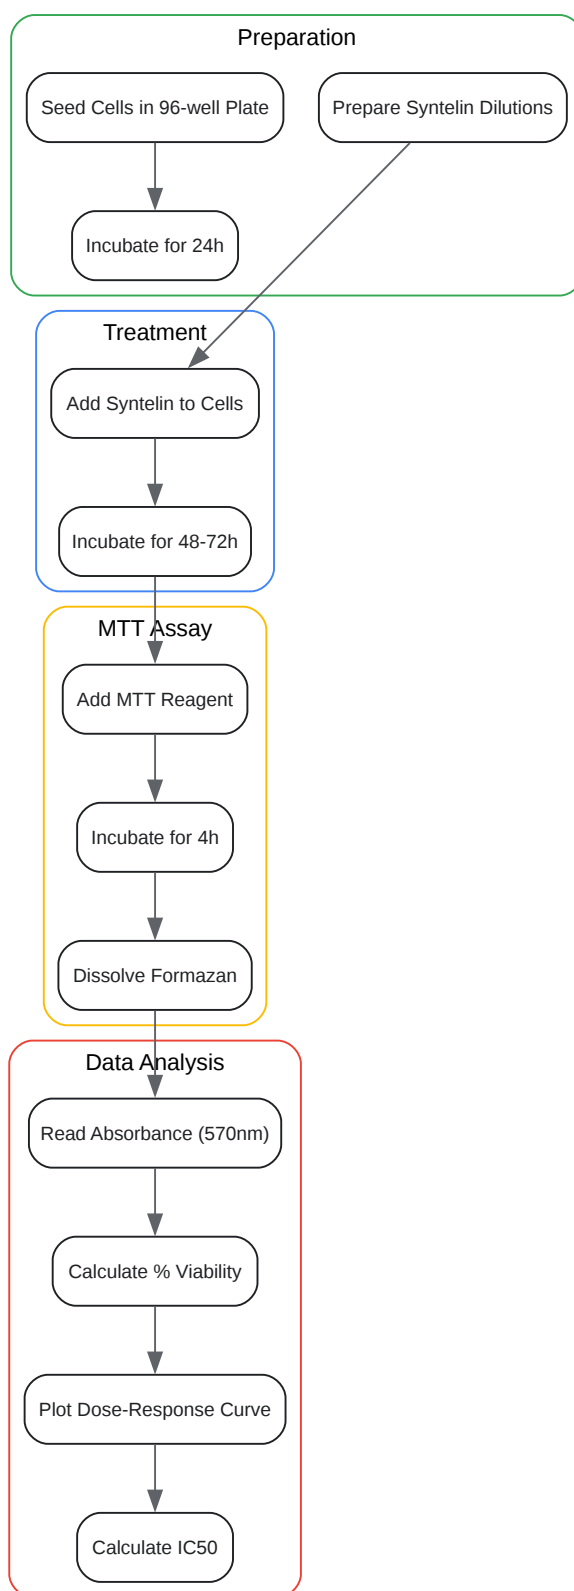 Preparation
Seed Cells in 96-well Plate
Prepare Syntelin Dilutions
Incubate for 24h
Treatment
Add Syntelin to Cells
Incubate for 48-72h
MTT Assay
Add MTT Reagent
Incubate for 4h
Dissolve Formazan
Data Analysis
Read Absorbance (570nm)
Calculate % Viability
Plot Dose-Response Curve
Calculate IC50